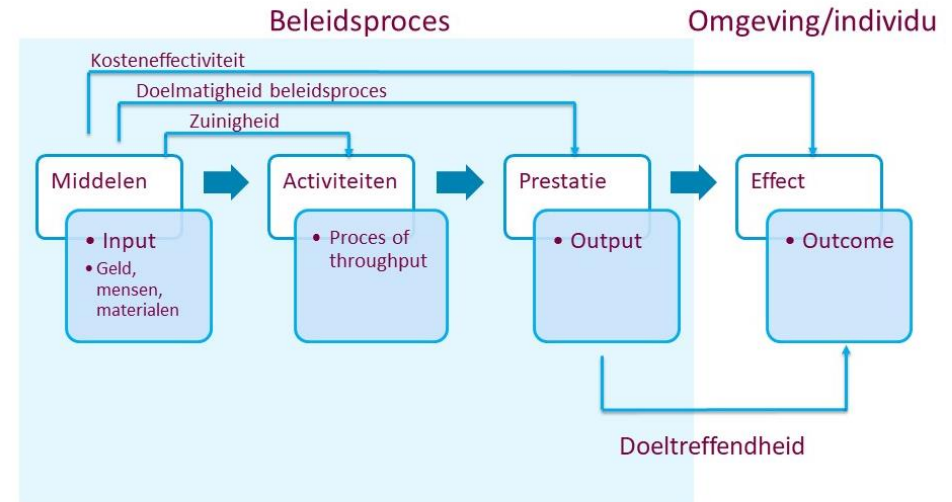 Beleidsproces
Omgeving/individu
Kosteneffectiviteit
Doelmatigheid beleidsproces
Zuinigheid
Middelen
• Input
• Geld,
mensen,
materialen
Activiteiten
• Proces of
throughput
Prestatie
• Output
Effect
• Outcome
Doeltreffendheid